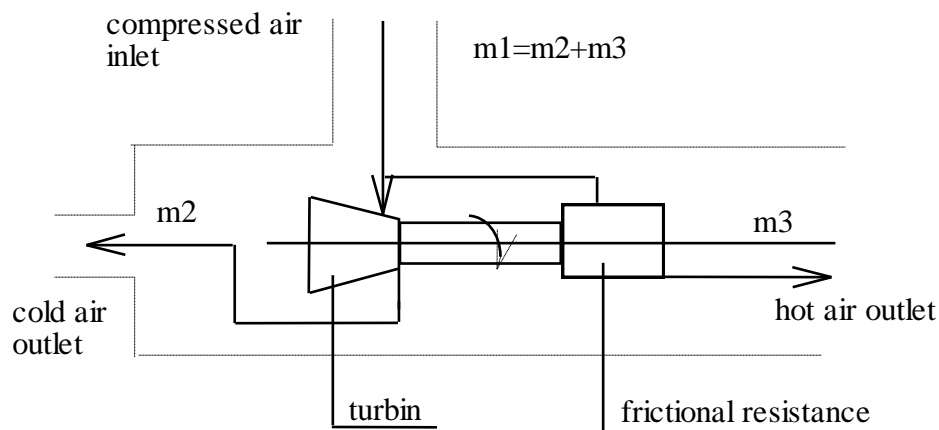 compressed air
inlet
m1=m2+m3
m2
m3
cold air
outlet
hot air outlet
turbin
frictional resistance